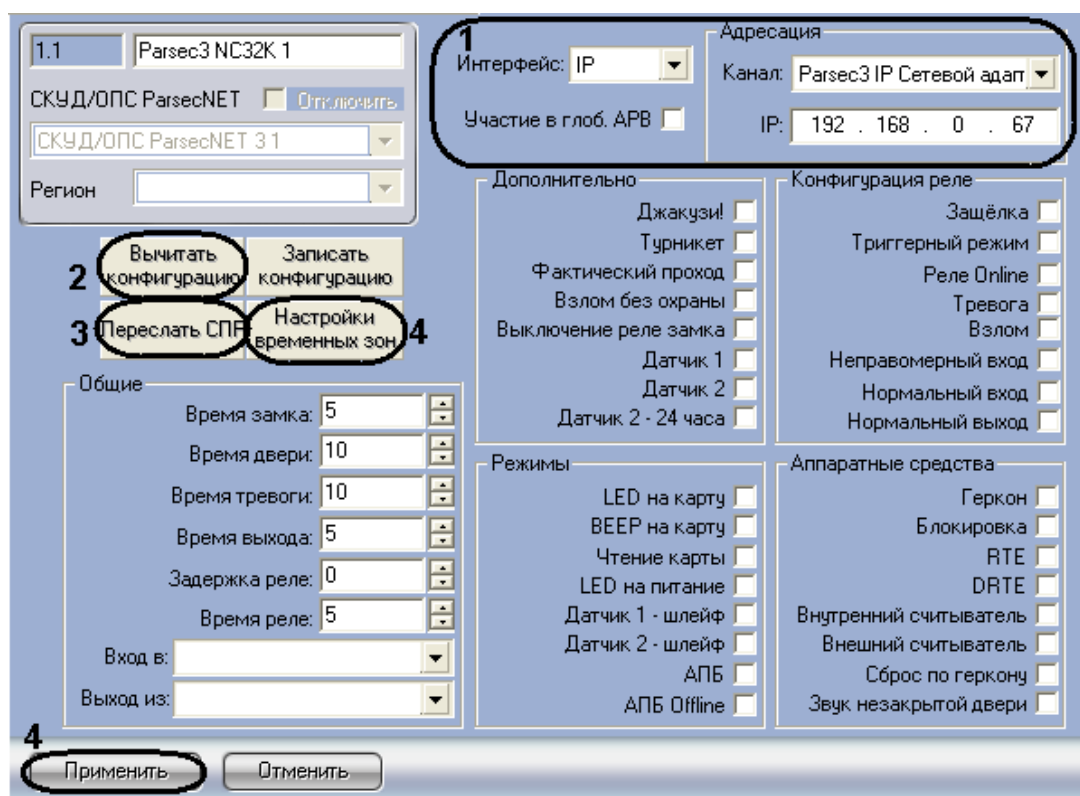 1.1 Parsec3 NC32K 1
СКУД/ОПС ParsecNET Отключить
СКУД/ОПС ParsecNET 3 1
Регион
1
Интерфейс: IP
Участие в глоб. АРВ
Адресация
Канал: Parsec3 IP Сетевой адапт
IP: 192 . 168 . 0 . 67
2
Вычитать
конфигурацию
Записать
конфигурацию
3
Переслать СПР
Настройки
временных зон
4
Общие
Время замка: 5
Время двери: 10
Время тревоги: 10
Время выхода: 5
Задержка реле: 0
Время реле: 5
Вход в:
Выход из:
Дополнительно
Джакузи!
Турникет
Фактический проход
Взлом без охраны
Выключение реле замка
Датчик 1
Датчик 2
Датчик 2 - 24 часа
Конфигурация реле
Защёлка
Триггерный режим
Реле Online
Тревога
Взлом
Неправомерный вход
Нормальный вход
Нормальный выход
Режимы
LED на карту
BEEP на карту
Чтение карты
LED на питание
Датчик 1 - шлейф
Датчик 2 - шлейф
АПБ
АПБ Offline
Аппаратные средства
Геркон
Блокировка
RTE
DRTE
Внутренний считыватель
Внешний считыватель
Сброс по геркону
Звук незакрытой двери
4
Применить
Отменить